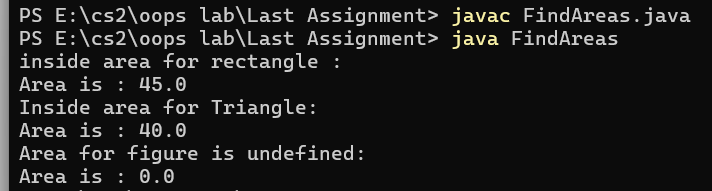 PS E:\cs2\oops lab\Last Assignment> javac FindAreas.java
PS E:\cs2\oops lab\Last Assignment> java FindAreas
inside area for rectangle :
Area is : 45.0
Inside area for Triangle:
Area is : 40.0
Area for figure is undefined:
Area is : 0.0